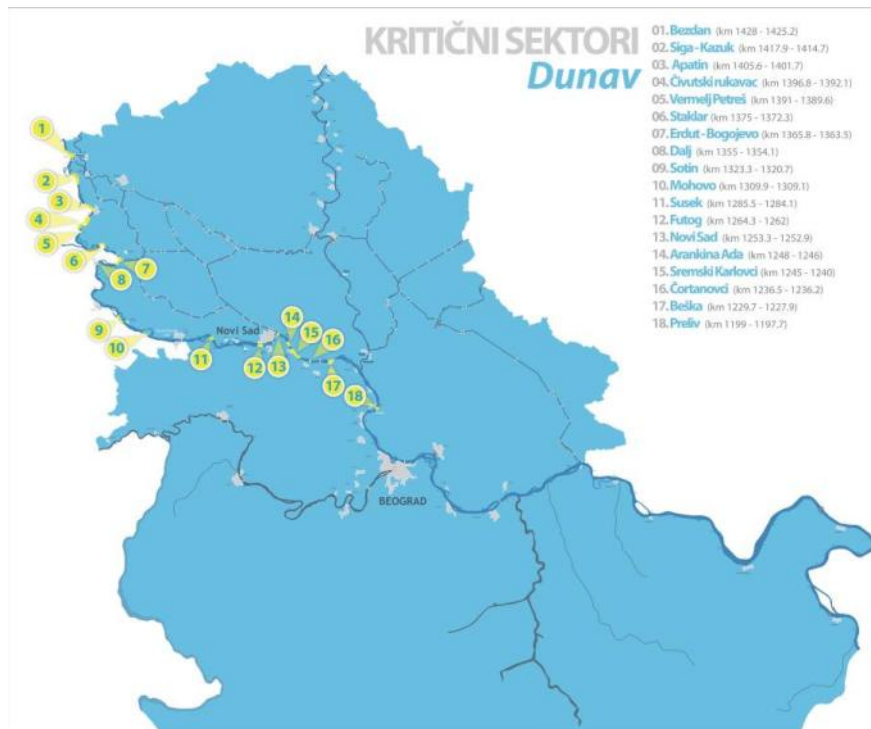 KRITIČNI SEKTORI
Dunav
01. Bezdan (km 1428 - 1425.2)
02. Siga - Kazuk (km 1417.9 - 1414.7)
03. Apatin (km 1405.6 - 1401.7)
04. Čivutski rukavac (km 1396.8 - 1392.1)
05. Vermelj Petreš (km 1391 - 1389.6)
06. Staklar (km 1375 - 1372.3)
07. Erdut - Bogojevo (km 1365.8 - 1363.5)
08. Dalj (km 1355 - 1354.1)
09. Sotin (km 1323.3 - 1320.7)
10. Mohovo (km 1309.9 - 1309.1)
11. Susek (km 1285.5 - 1284.1)
12. Futog (km 1264.3 - 1262)
13. Novi Sad (km 1253.3 - 1252.9)
14. Arankina Ada (km 1248 - 1246)
15. Sremski Karlovci (km 1245 - 1240)
16. Čortanovci (km 1236.5 - 1236.2)
17. Beška (km 1229.7 - 1227.9)
18. Preliv (km 1199 - 1197.7)
1
2
3
4
5
6
8
7
9
10
Novi Sad
11
12
13
14
15
16
17
18
BEOGRAD